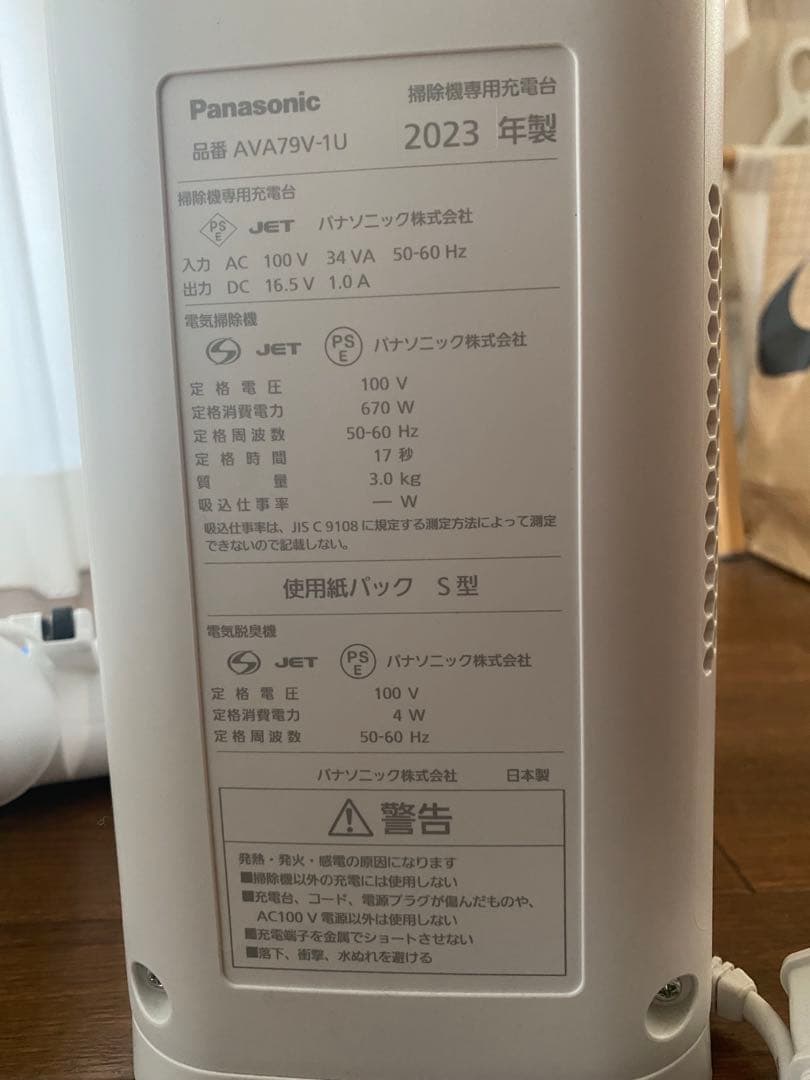 Panasonic 掃除機専用充電台
品番 AVA79V-1U 2023 年製
掃除機専用充電台
PSE JET パナソニック株式会社
入力 AC 100 V 34 VA 50-60 Hz
出力 DC 16.5 V 1.0 A
電気掃除機
JET PSE パナソニック株式会社
定格電圧 100 V
定格消費電力 670 W
定格周波数 50-60 Hz
定格時間 17 秒
質量 3.0 kg
吸込仕事率 — W
吸込仕事率は、JIS C 9108 に規定する測定方法によって測定
できないので記載しない。
使用紙パック S 型
電気脱臭機
JET PSE パナソニック株式会社
定格電圧 100 V
定格消費電力 4 W
定格周波数 50-60 Hz
パナソニック株式会社 日本製
警告
発熱・発火・感電の原因になります
■掃除機以外の充電には使用しない
■充電台、コード、電源プラグが傷んだものや、
AC100 V 電源以外は使用しない
■充電端子を金属でショートさせない
■落下、衝撃、水ぬれを避ける